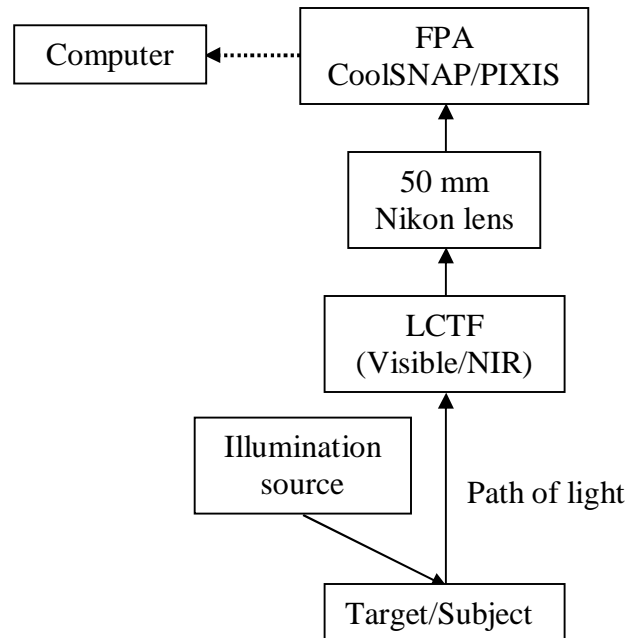 Computer
FPA
CoolSNAP/PIXIS
50 mm
Nikon lens
LCTF
(Visible/NIR)
Illumination
source
Path of light
Target/Subject